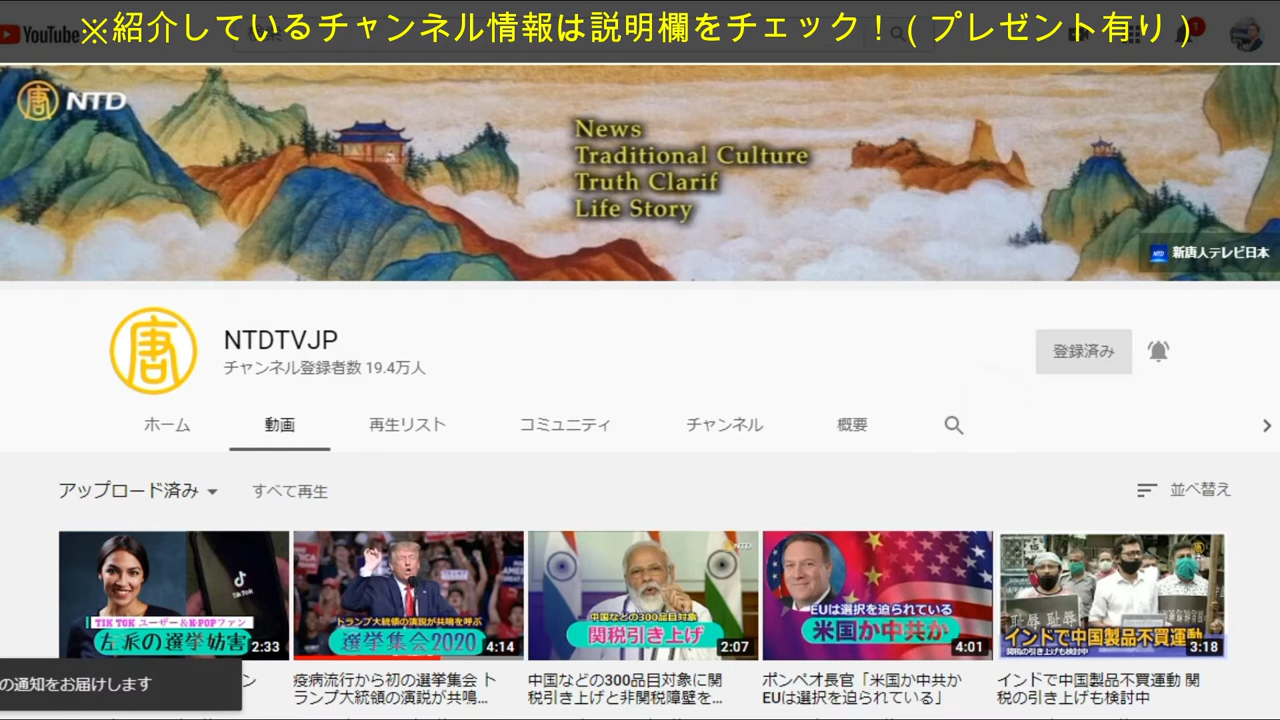 ※紹介しているチャンネル情報は説明欄をチェック！(プレゼント有り)
YouTube
1
唐 NTD
News
Traditional Culture
Truth Clarif
Life Story
NTD 新唐人テレビ日本
唐
NTDTVJP
チャンネル登録者数 19.4万人
登録済み
ホーム 動画 再生リスト コミュニティ チャンネル 概要
アップロード済み すべて再生 並べ替え
TikTok
TIK TOK ユーザー&K-POPファン
左派の選挙妨害
2:33
トランプ大統領の演説が共鳴を呼ぶ
選挙集会2020
4:14
NTD
中国などの300品目対象
関税引き上げ
2:07
EUは選択を迫られている
米国か中共か
4:01
恥辱 恥辱
インドで中国製品不買運動
関税の引き上げも検討中
3:18
の通知をお届けします
ン
疫病流行から初の選挙集会 ト
ランプ大統領の演説が共鳴...
中国などの300品目対象に関
税引き上げと非関税障壁を...
ポンペオ長官「米国か中共か
EUは選択を迫られている」
インドで中国製品不買運動 関
税の引き上げも検討中